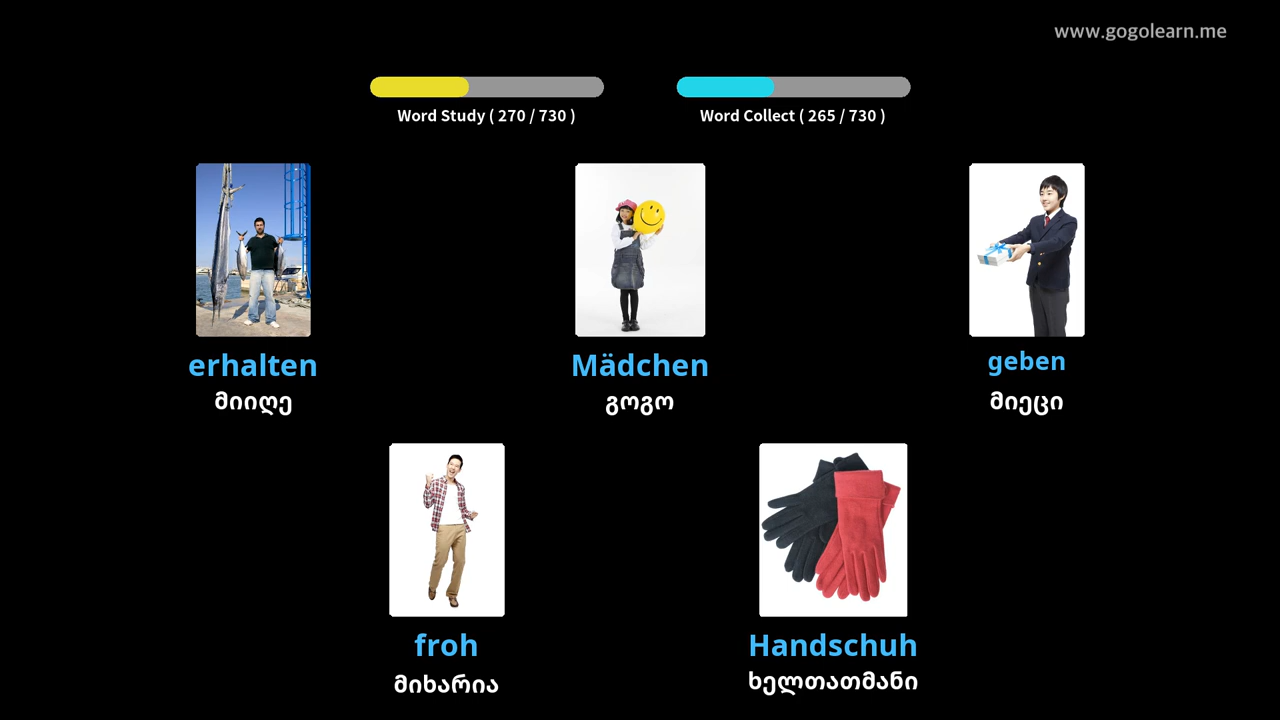 www.gogolearn.me
Word Study ( 270 / 730 )
Word Collect ( 265 / 730 )
erhalten
მიიღე
Mädchen
გოგო
geben
მიეცი
froh
მიხარია
Handschuh
ხელთათმანი